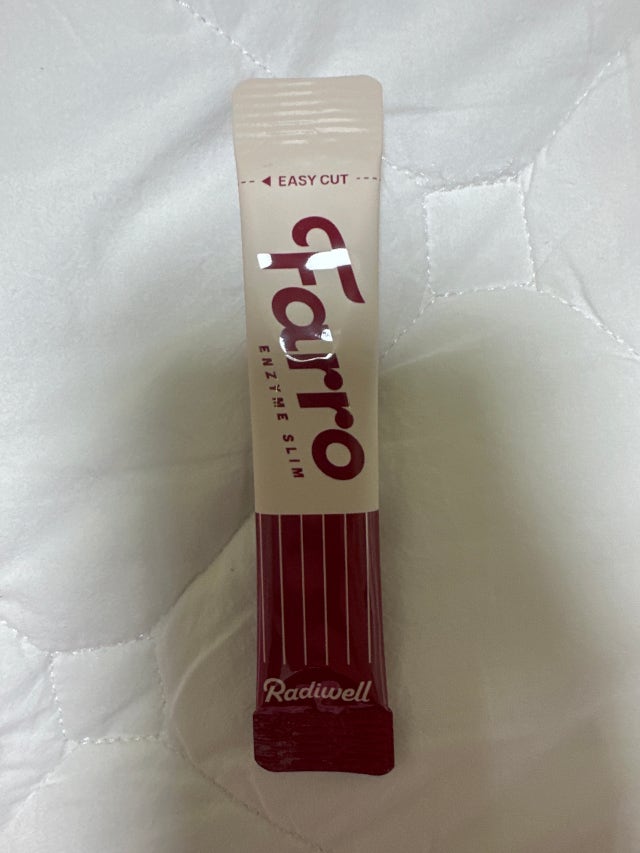 EASY CUT
Farro
ENZYME SLIM
Radiwell